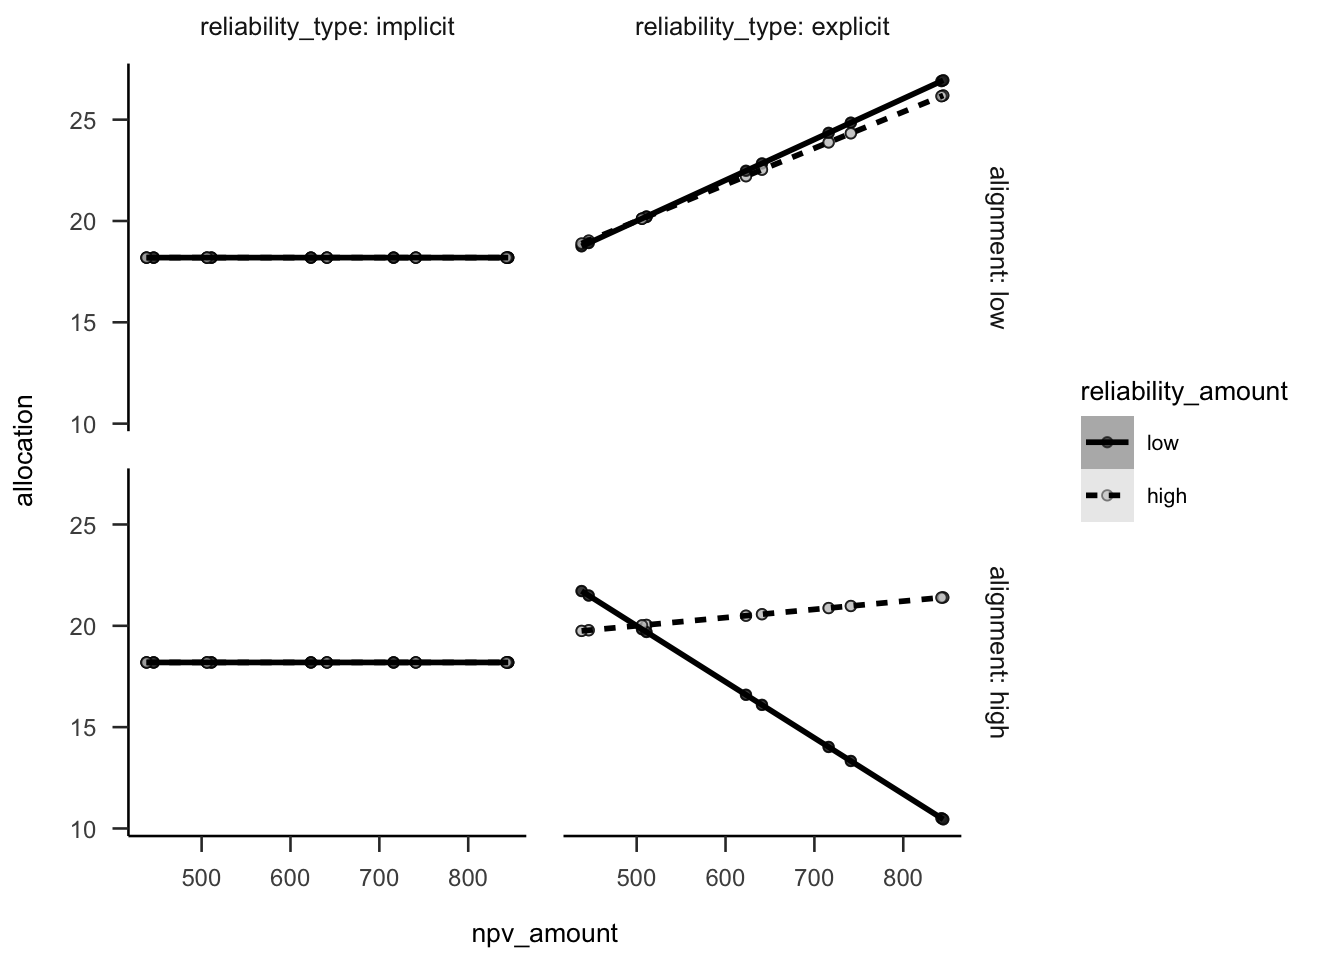 reliability_type: implicit
reliability_type: explicit
25
20
15
10
alignment: low
25
20
15
10
alignment: high
allocation
500 600 700 800
500 600 700 800
npv_amount
reliability_amount
low
high